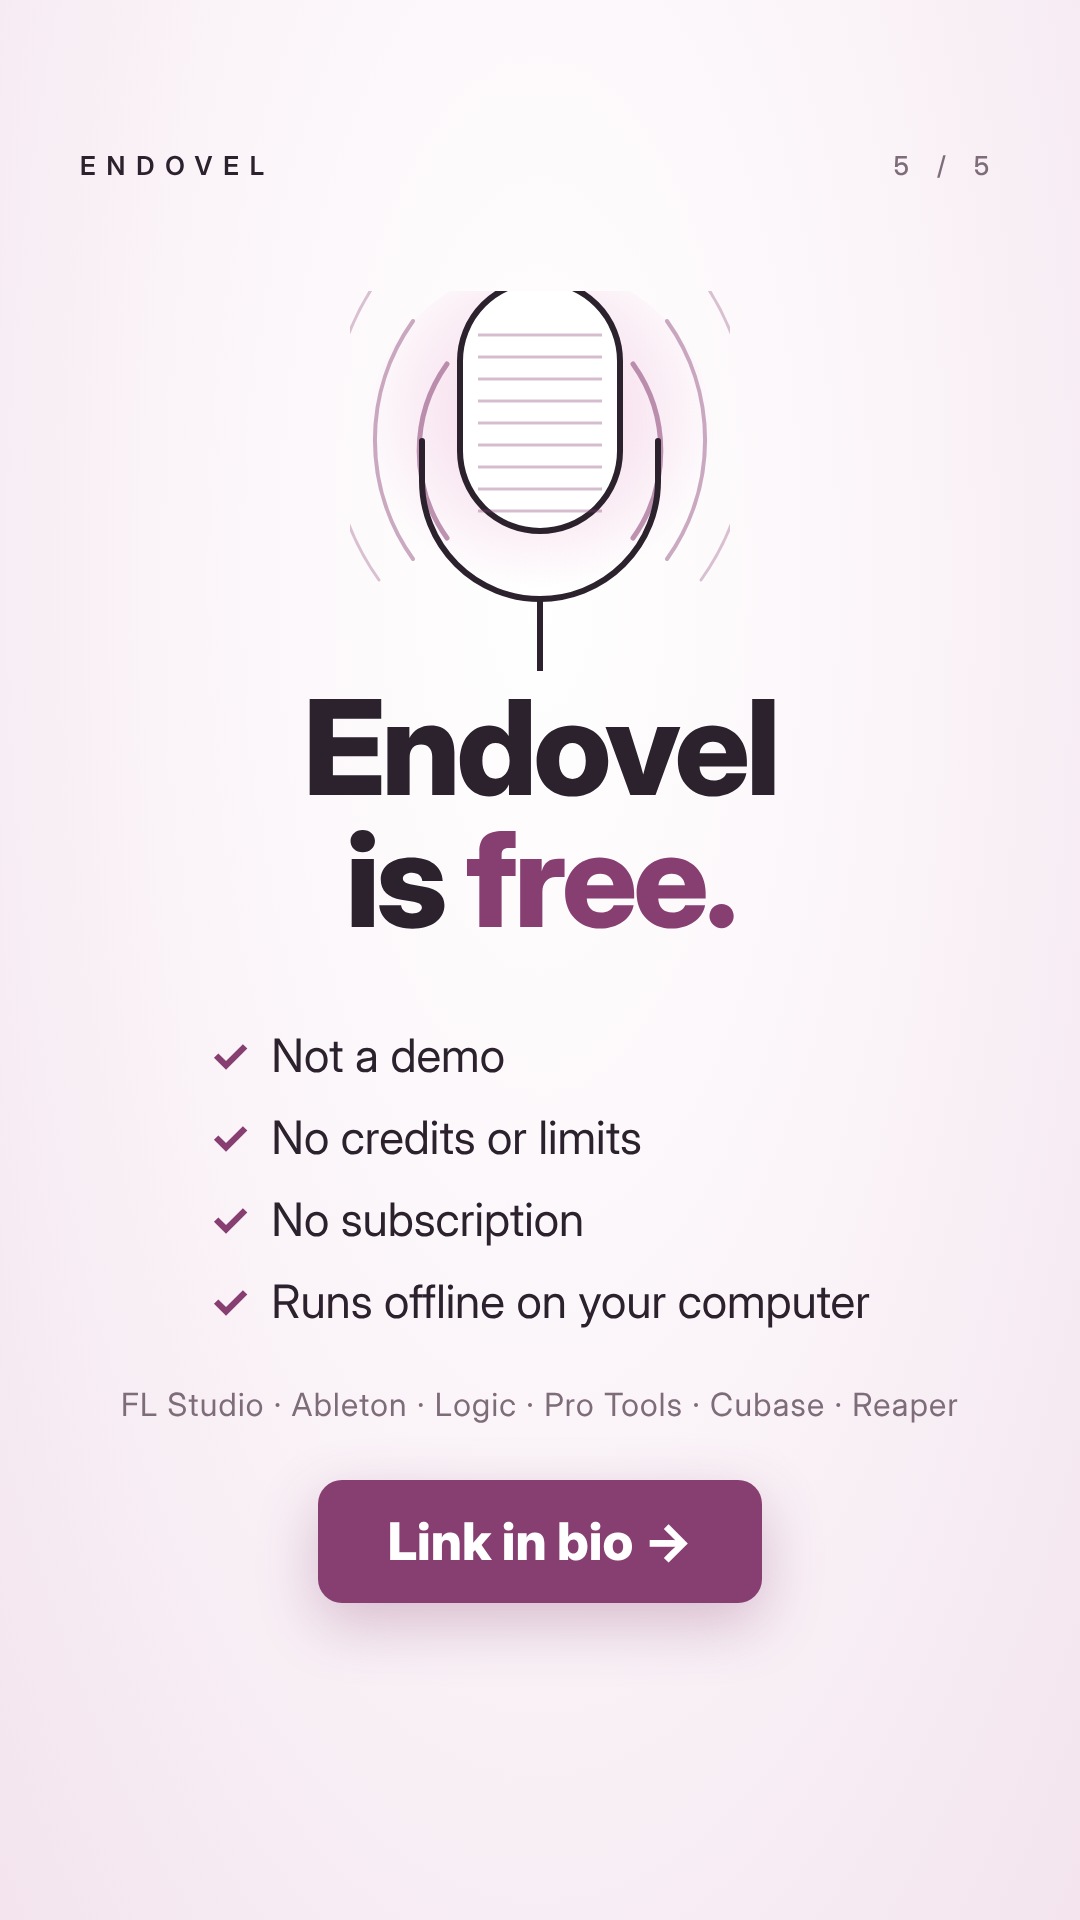 ENDOVEL
5 / 5
Endovel
is free.
Not a demo
No credits or limits
No subscription
Runs offline on your computer
FL Studio · Ableton · Logic · Pro Tools · Cubase · Reaper
Link in bio →